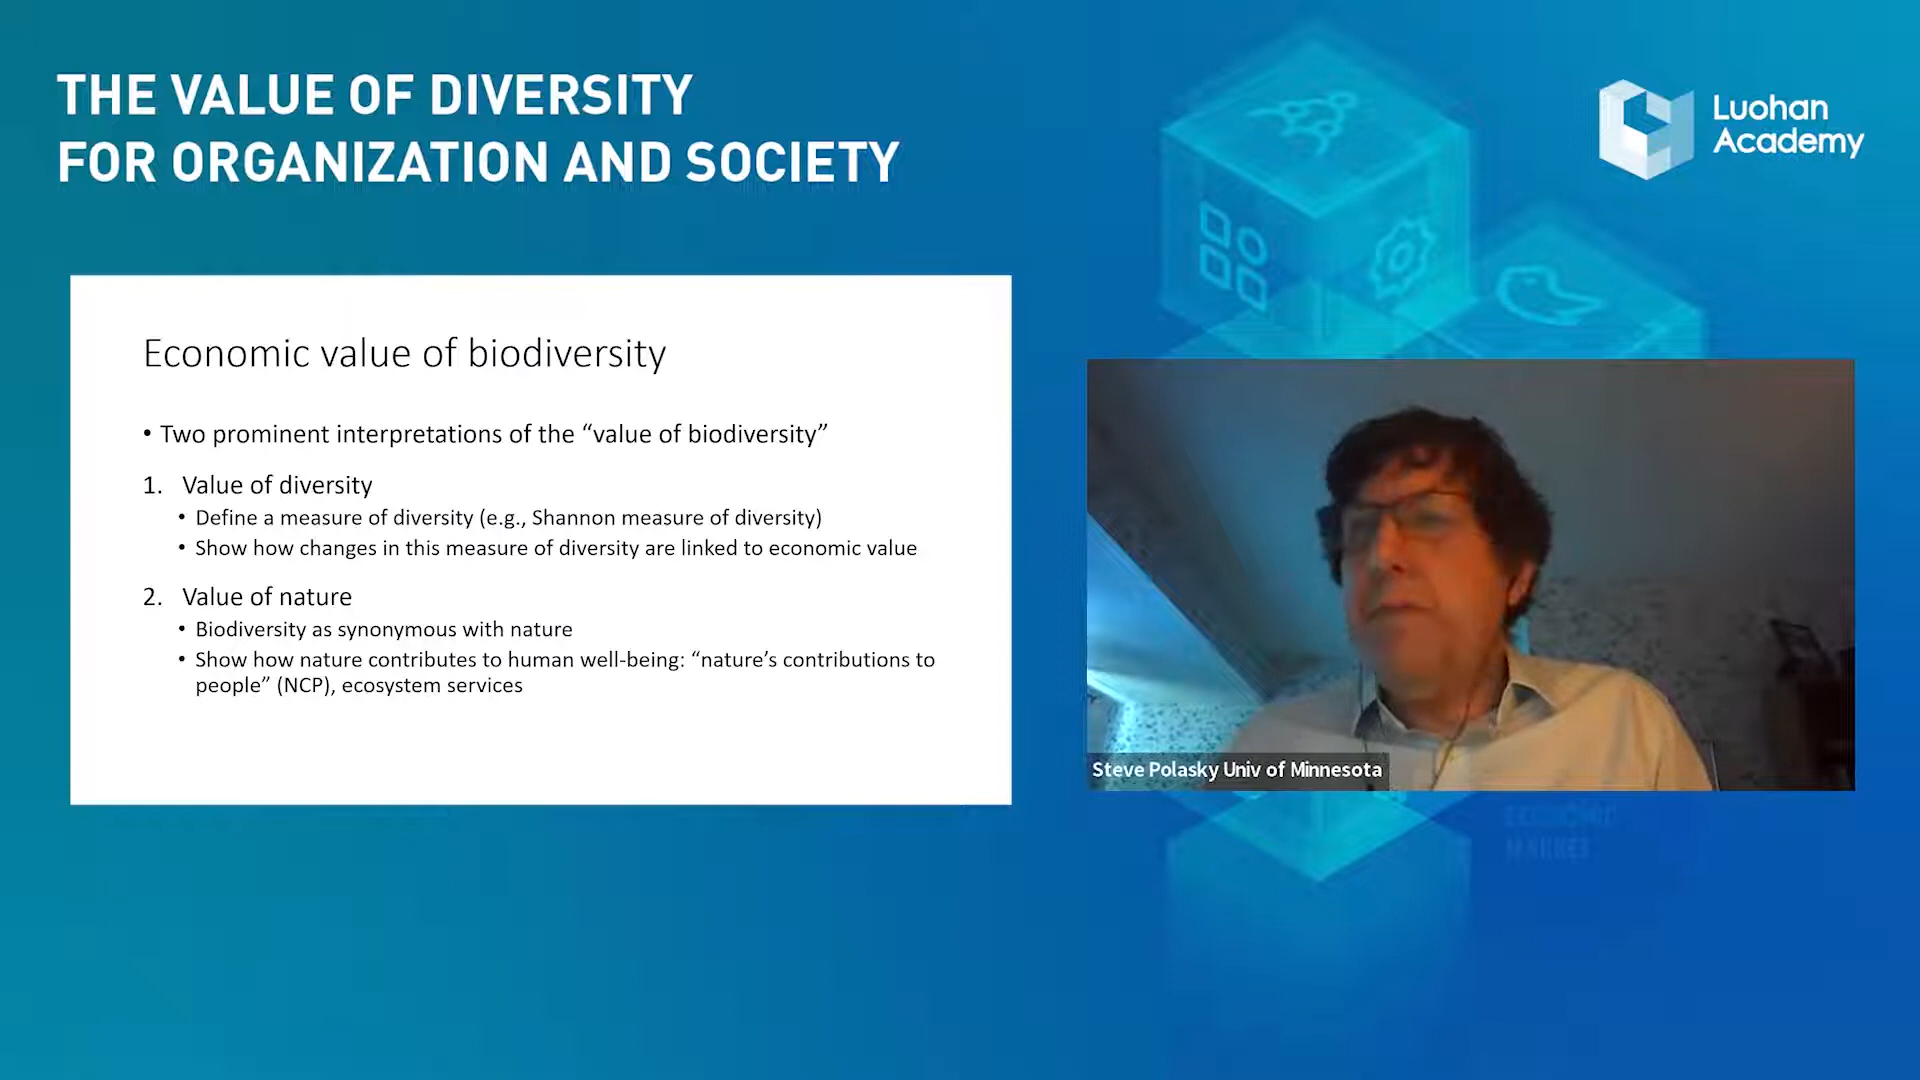 THE VALUE OF DIVERSITY
FOR ORGANIZATION AND SOCIETY
Luohan
Academy
Economic value of biodiversity
• Two prominent interpretations of the “value of biodiversity”
1. Value of diversity
• Define a measure of diversity (e.g., Shannon measure of diversity)
• Show how changes in this measure of diversity are linked to economic value
2. Value of nature
• Biodiversity as synonymous with nature
• Show how nature contributes to human well-being: “nature’s contributions to
people” (NCP), ecosystem services
Steve Polasky Univ of Minnesota